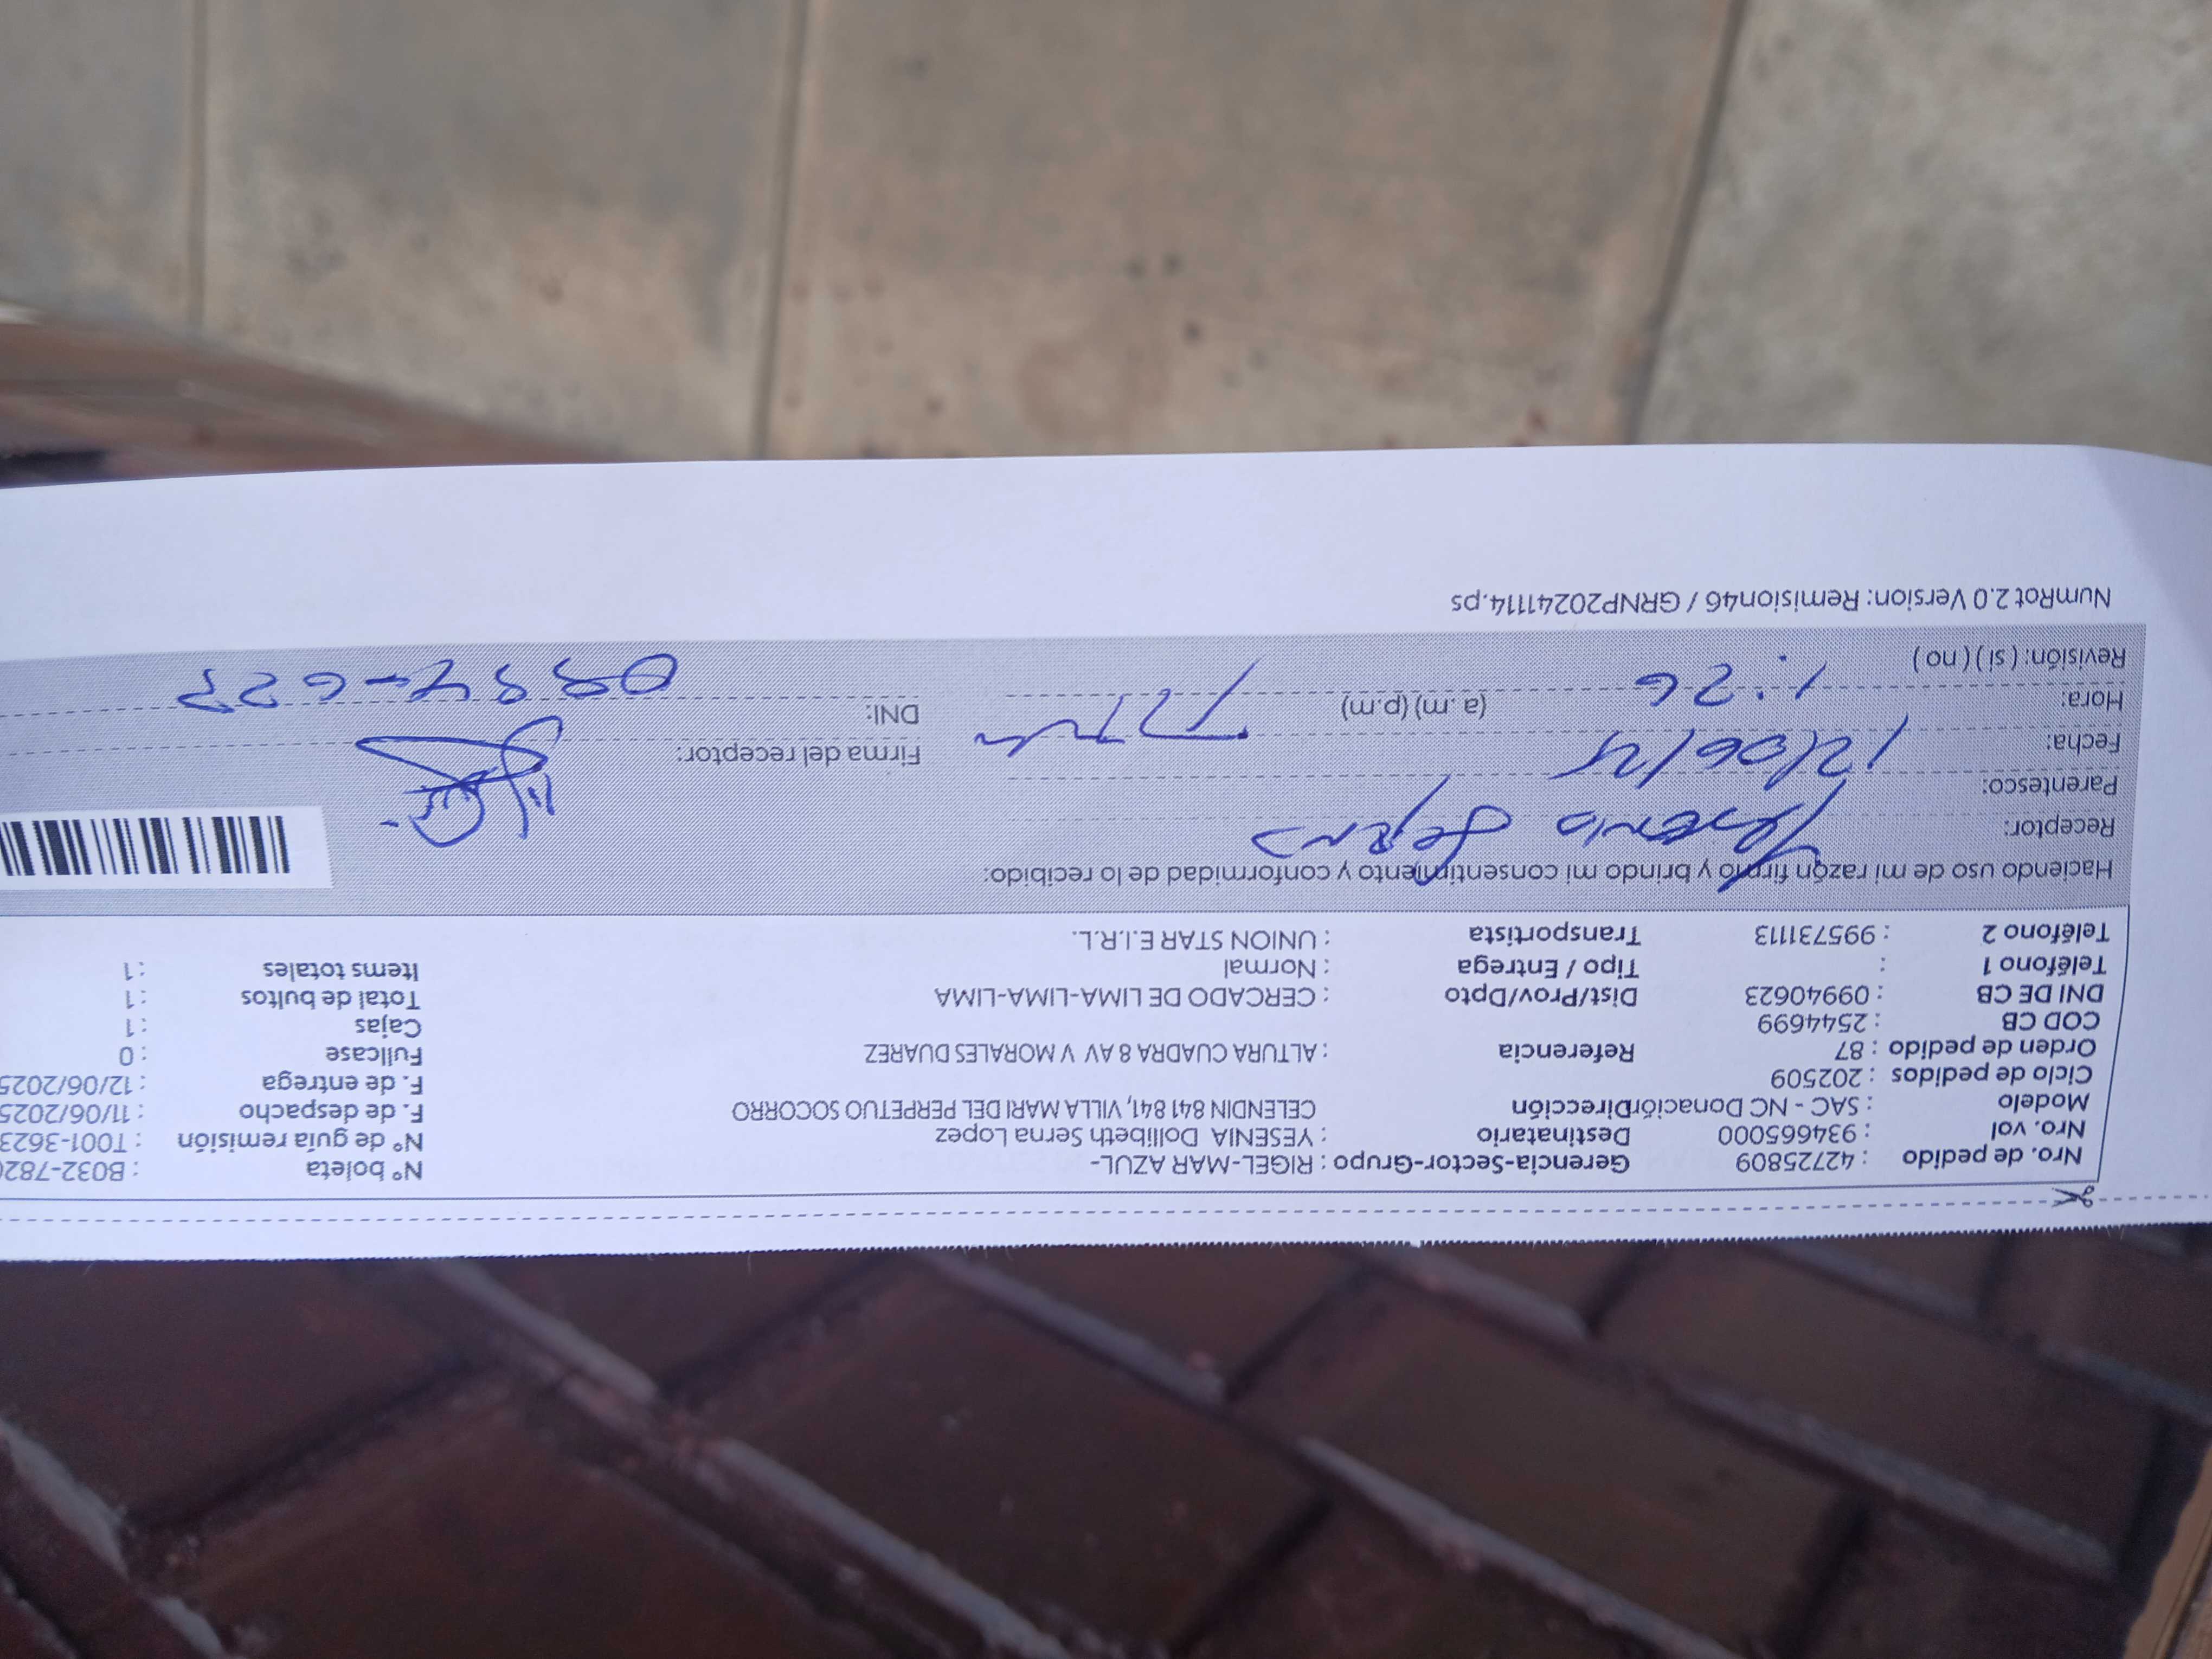 Nro. de pedido : 42725809 Gerencia-Sector-Grupo : RIGEL-MAR AZUL- N° boleta : B032-782
Nro. vol : 934665000 Destinatario : YESENIA Dollibeth Serna Lopez N° de guía remisión : T001-3623
Modelo : SAC - NC Donación Dirección CELENDIN 841 841, VILLA MARI DEL PERPETUO SOCORRO F. de despacho : 11/06/2025
Ciclo de pedidos : 202509 F. de entrega : 12/06/2025
Orden de pedido : 87 Referencia : ALTURA CUADRA 8 AV V MORALES DUAREZ Fullcase : 0
COD CB : 2544699 Cajas : 1
DNI DE CB : 09940623 Dist/Prov/Dpto : CERCADO DE LIMA-LIMA-LIMA Total de bultos : 1
Teléfono 1 : Tipo / Entrega : Normal Items totales : 1
Teléfono 2 : 995731113 Transportista : UNION STAR E.I.R.L.
Haciendo uso de mi razón firmo y brindo mi consentimiento y conformidad de lo recibido:
Receptor: Yesenia
Parentesco:
Fecha: 12/06/25 Firma del receptor:
Hora: 1:26 (a.m) (p.m) DNI:
Revisión: ( si ) ( no )
NumRot 2.0 Version: Remision46 / GRNP20241114.ps